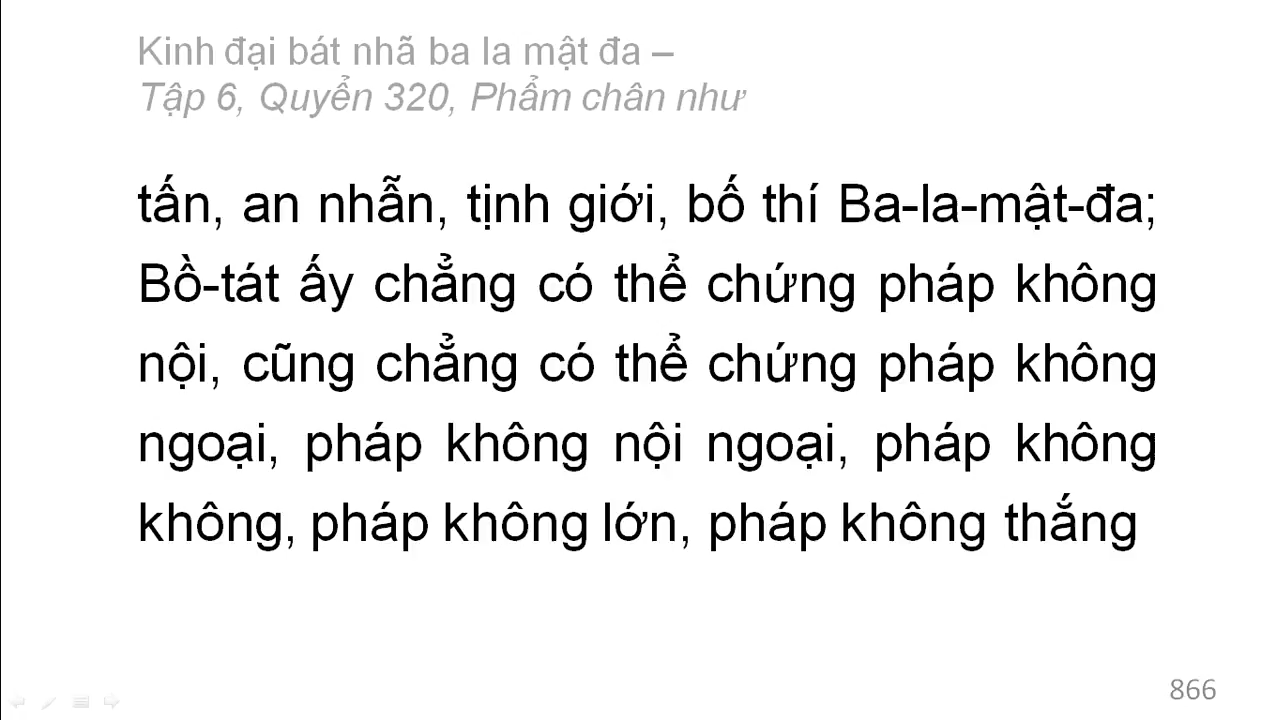 Kinh đại bát nhã ba la mật đa –
Tập 6, Quyển 320, Phẩm chân như
tấn, an nhẫn, tịnh giới, bố thí Ba-la-mật-đa;
Bồ-tát ấy chẳng có thể chứng pháp không
nội, cũng chẳng có thể chứng pháp không
ngoại, pháp không nội ngoại, pháp không
không, pháp không lớn, pháp không thắng
866